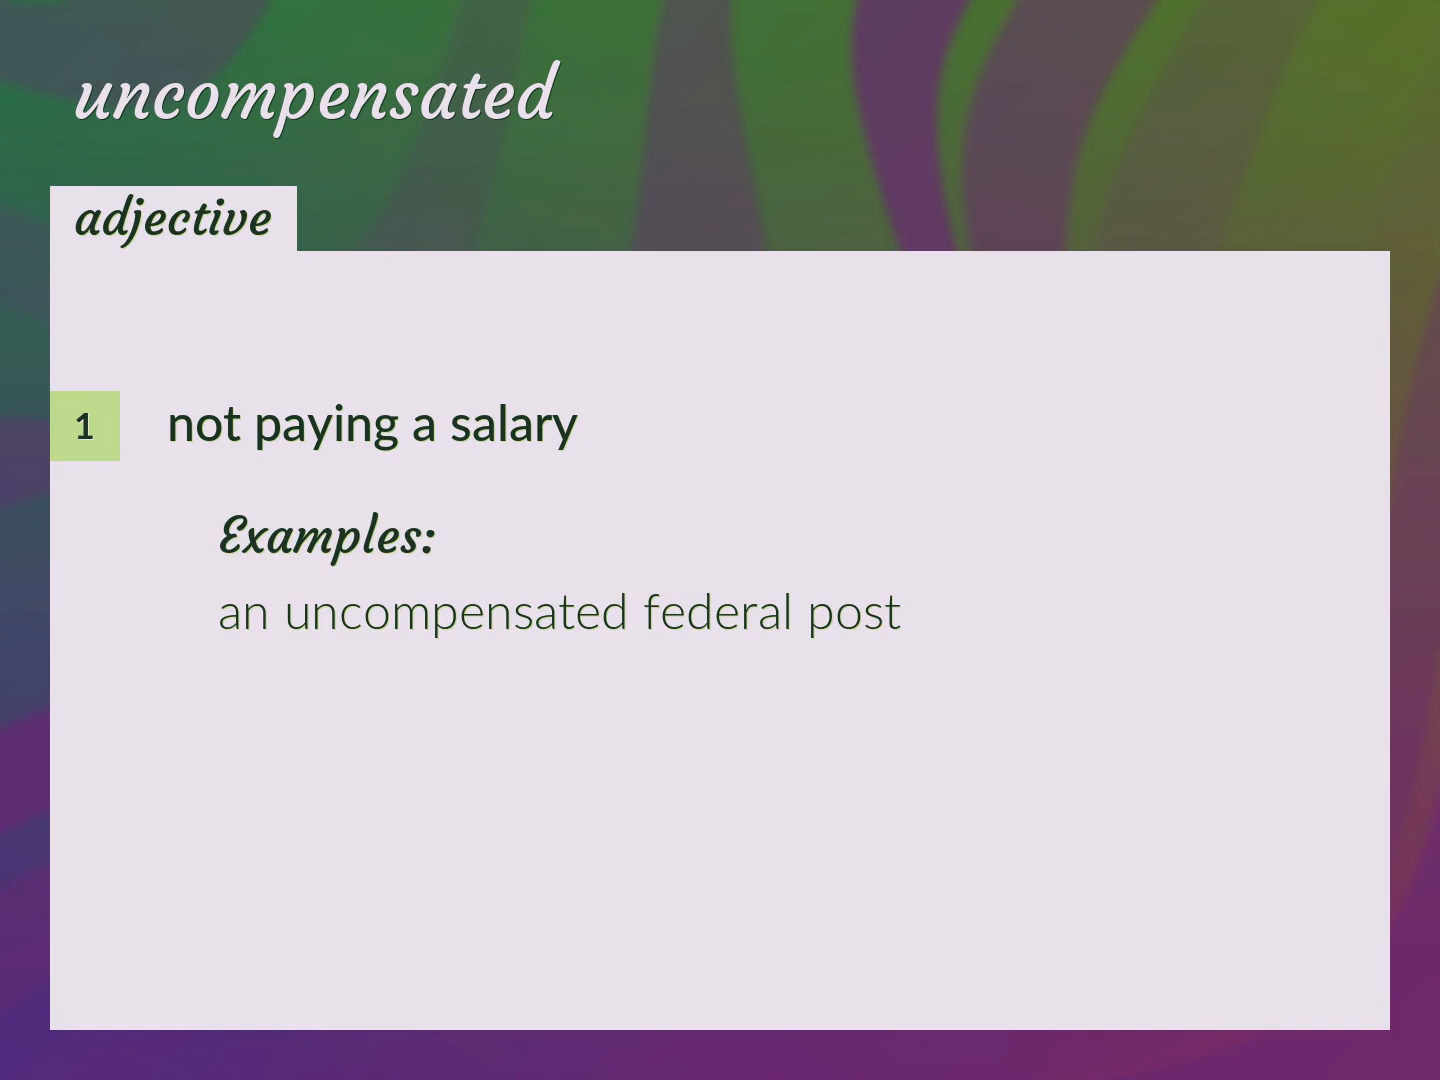 uncompensated
adjective
1 not paying a salary
Examples:
an uncompensated federal post